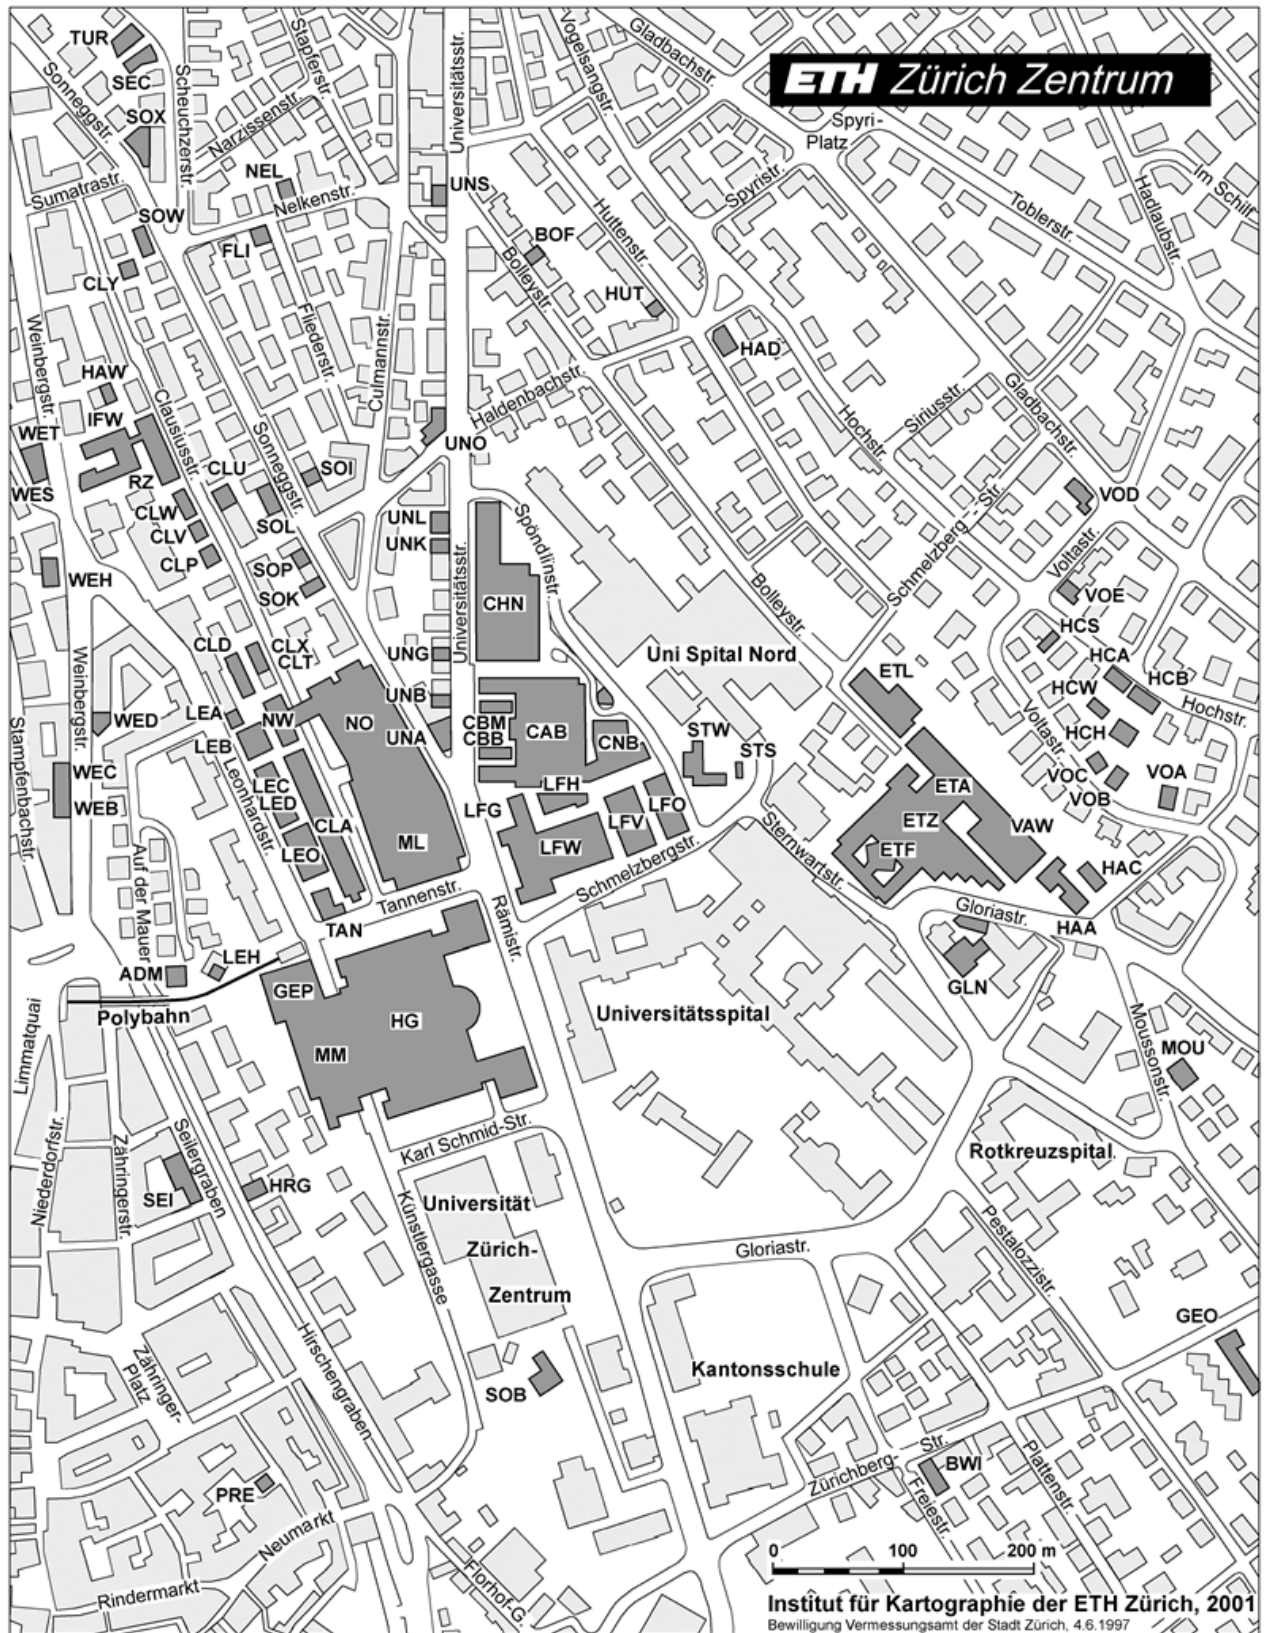 ETH Zürich Zentrum
TUR
SEC
SOX
Sonneggstr.
Scheuchzerstr.
Stapferstr.
Narzissenstr.
Universitätsstr.
Vogelsangstr.
Gladbachstr.
Spyri-
Platz
Im Schilf
Hadlaubstr.
Toblerstr.
Spyristr.
Sumatrastr.
NEL
Nelkenstr.
UNS
SOW
FLI
BOF
Huttenstr.
Bolleystr.
HUT
CLY
Weinbergstr.
Fliederstr.
Culmannstr.
HAD
HAW
Clausiusstr.
Haldenbachstr.
Hochstr.
Siriusstr.
Gladbachstr.
IFW
WET
WES
RZ
Sonneggstr.
UNO
CLU
SOI
CLW
CLV
SOL
CLP
UNL
UNK
Spöndlinstr.
VOD
Schmelzberg - Str.
Voltastr.
WEH
SOP
SOK
CHN
Universitätsstr.
Bolleystr.
VOE
HCS
CLD
CLX
CLT
UNG
Uni Spital Nord
ETL
HCA
HCB
HCW
Hochstr.
Weinbergstr.
Stampfenbachstr.
WED
LEA
NW
NO
UNB
UNA
CBM
CBB
CAB
CNB
STW
STS
Voltastr.
HCH
LEB
Leonhardstr.
WEC
WEB
LEC
LED
CLA
LFH
LFG
LFV
LFO
ETA
VOC
VOB
VOA
ETZ
VAW
LEO
ML
LFW
ETF
Sternwartstr.
Schmelzbergstr.
HAC
Auf der Mauer
Tannenstr.
Rämistr.
Gloriastr.
HAA
TAN
LEH
ADM
GEP
GLN
Polybahn
HG
Universitätsspital
Limmatquai
MM
Moussonstr.
MOU
Niederdorfstr.
Zähringerstr.
Seilergraben
Karl Schmid-Str.
Rotkreuzspital
SEI
HRG
Künstlergasse
Universität
Zürich-
Zentrum
Gloriastr.
Pestalozzistr.
GEO
Hirschengraben
Zähringer-
Platz
SOB
Kantonsschule
PRE
Zürichberg-
Str.
BWI
Freiestr.
Plattenstr.
Neumarkt
Rindermarkt
Florhof-G.
0 100 200 m
Institut für Kartographie der ETH Zürich, 2001
Bewilligung Vermessungsamt der Stadt Zürich, 4.6.1997